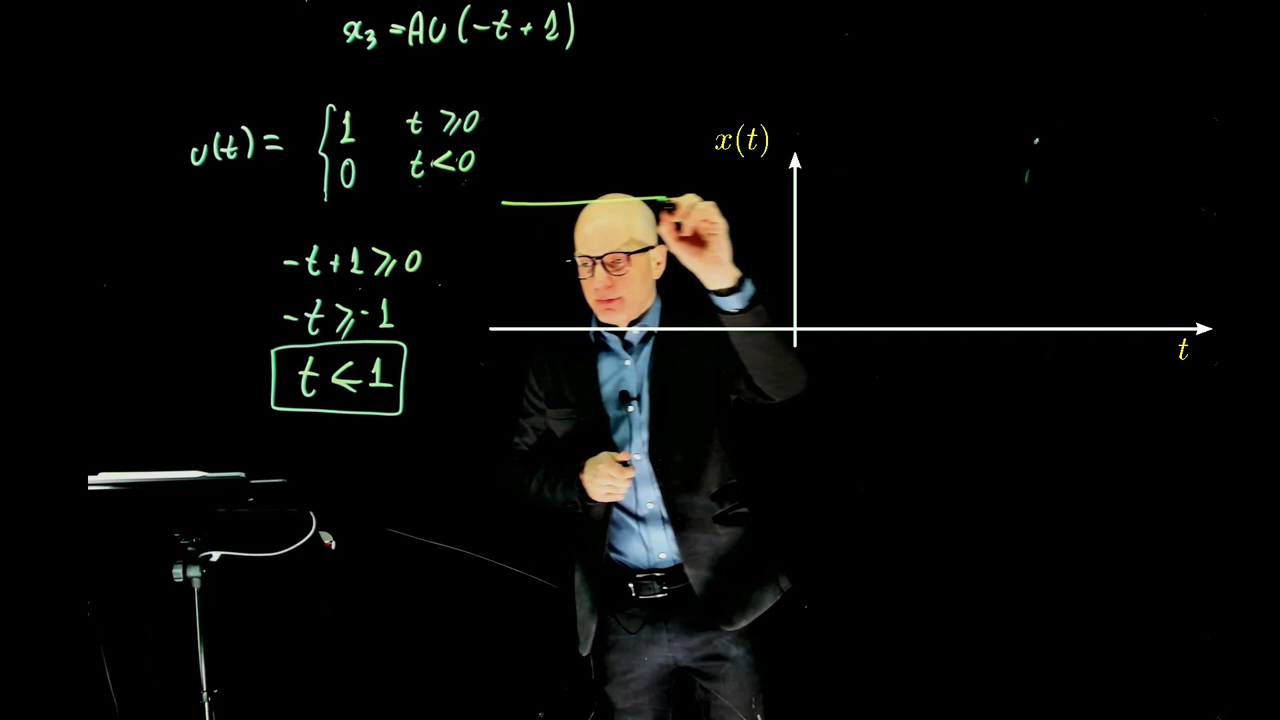 x₃ = AU(-t+1)
u(t) = { 1 t ⩾ 0
0 t < 0
x(t)
-t+1 ⩾ 0
-t ⩾ -1
t ⩽ 1
t